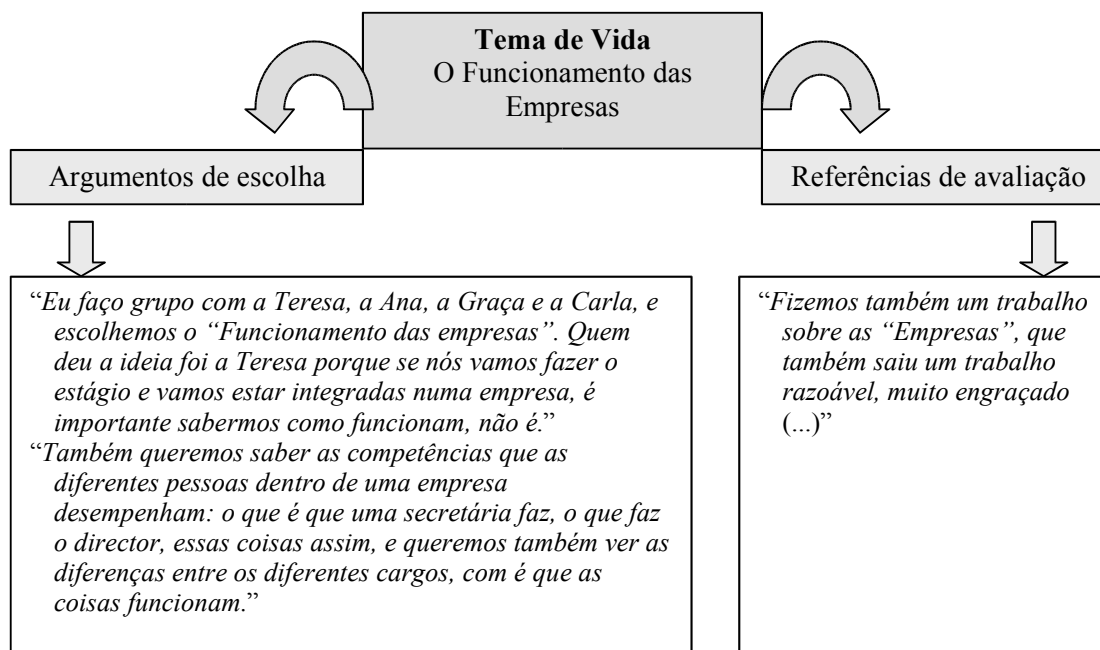 Tema de Vida
O Funcionamento das
Empresas
Argumentos de escolha
Referências de avaliação
“Eu faço grupo com a Teresa, a Ana, a Graça e a Carla, e
escolhemos o “Funcionamento das empresas”. Quem
deu a ideia foi a Teresa porque se nós vamos fazer o
estágio e vamos estar integradas numa empresa, é
importante sabermos como funcionam, não é.”
“Também queremos saber as competências que as
diferentes pessoas dentro de uma empresa
desempenham: o que é que uma secretária faz, o que faz
o director, essas coisas assim, e queremos também ver as
diferenças entre os diferentes cargos, com é que as
coisas funcionam.”
“Fizemos também um trabalho
sobre as “Empresas”, que
também saiu um trabalho
razoável, muito engraçado
(...)”